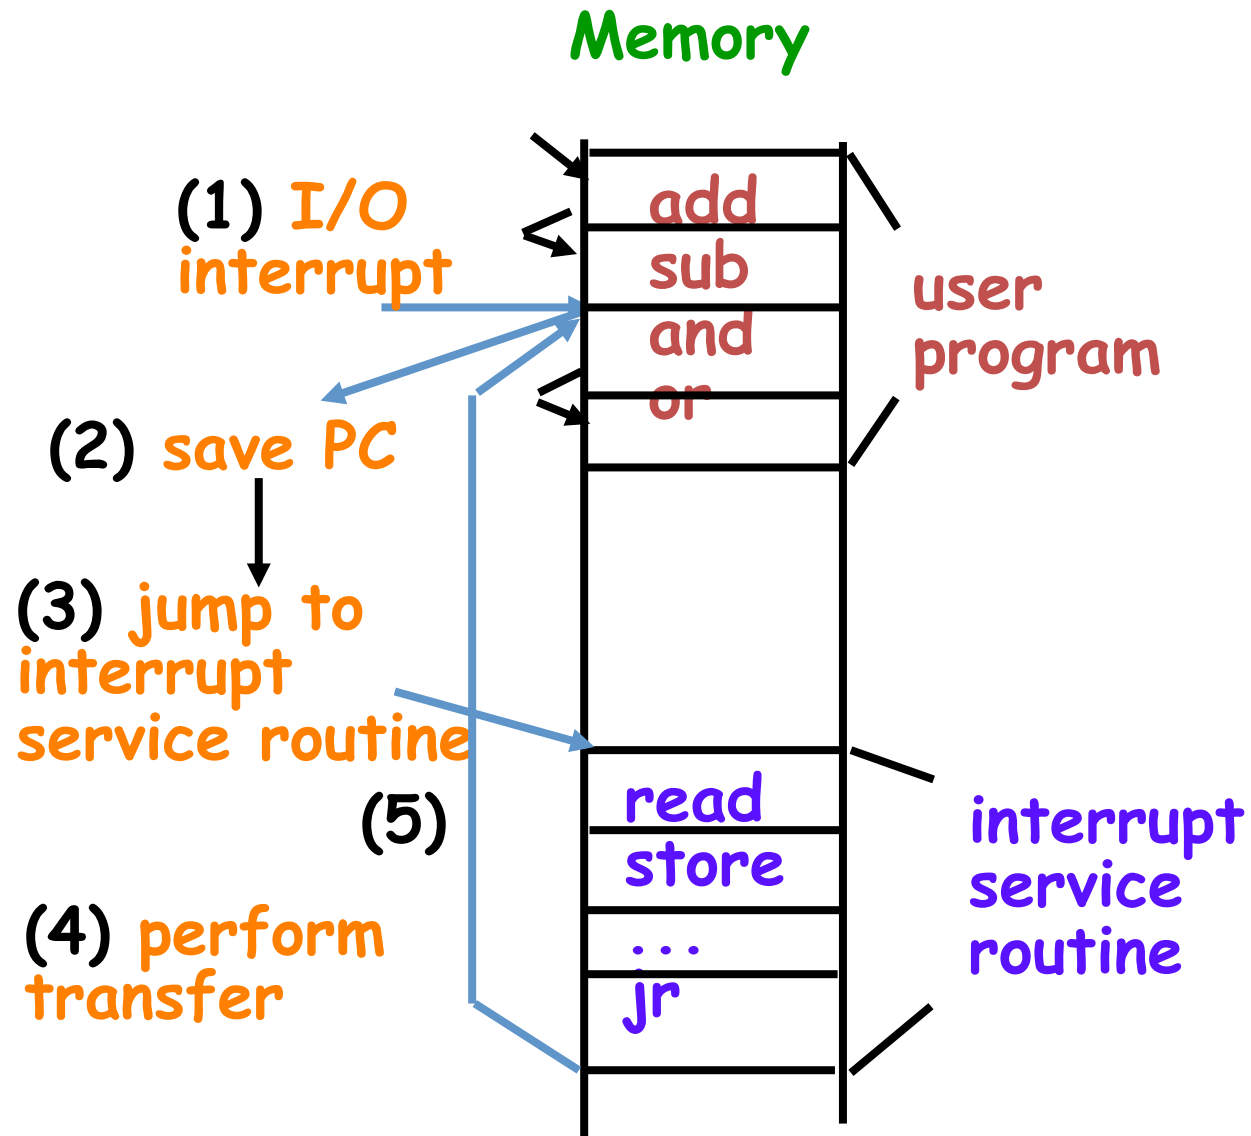 Memory
(1) I/O
interrupt
add
sub
and
or
user
program
(2) save PC
(3) jump to
interrupt
service routine
(5)
(4) perform
transfer
read
store
...
jr
interrupt
service
routine